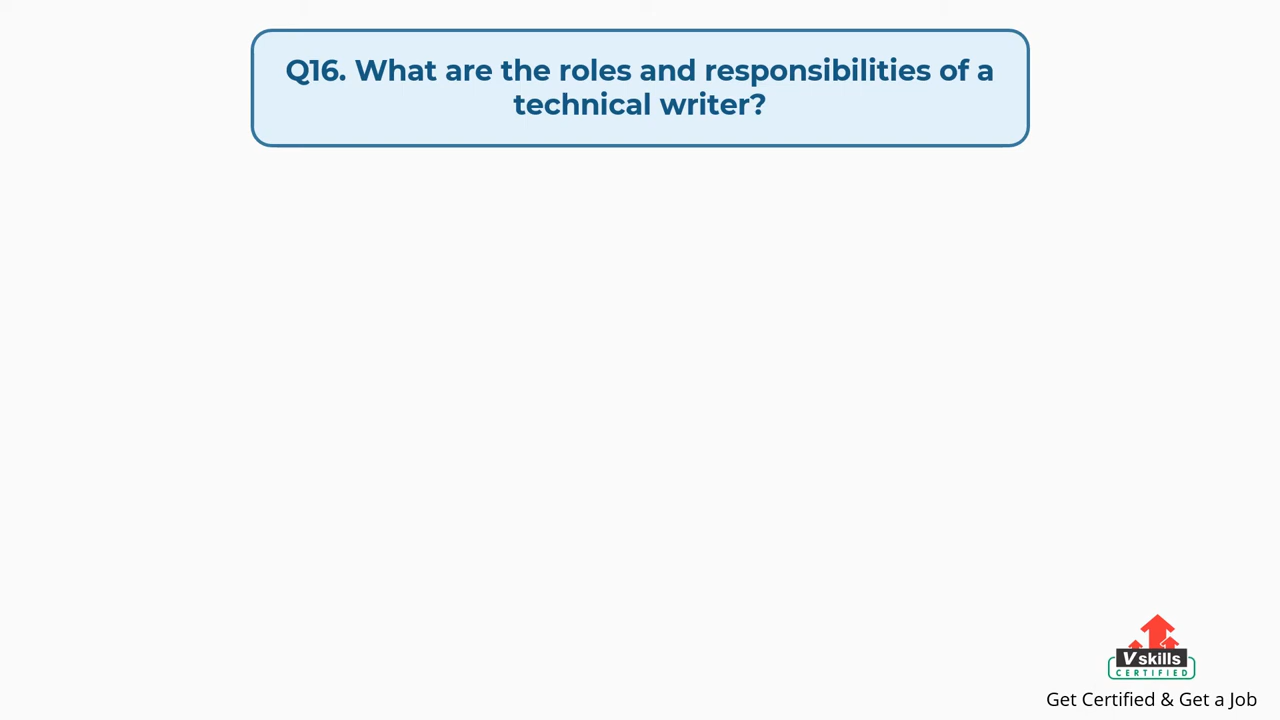 Q16. What are the roles and responsibilities of a
technical writer?
Vskills
CERTIFIED
Get Certified & Get a Job